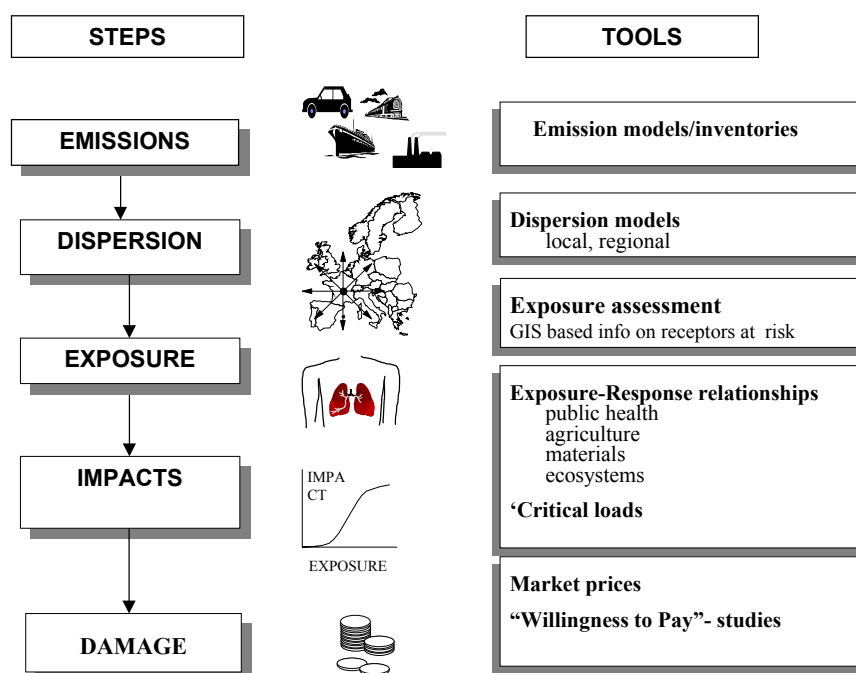 STEPS
TOOLS
EMISSIONS
Emission models/inventories
DISPERSION
Dispersion models
local, regional
EXPOSURE
Exposure assessment
GIS based info on receptors at risk
IMPACTS
IMPA
CT
EXPOSURE
Exposure-Response relationships
public health
agriculture
materials
ecosystems
‘Critical loads
DAMAGE
Market prices
“Willingness to Pay”- studies